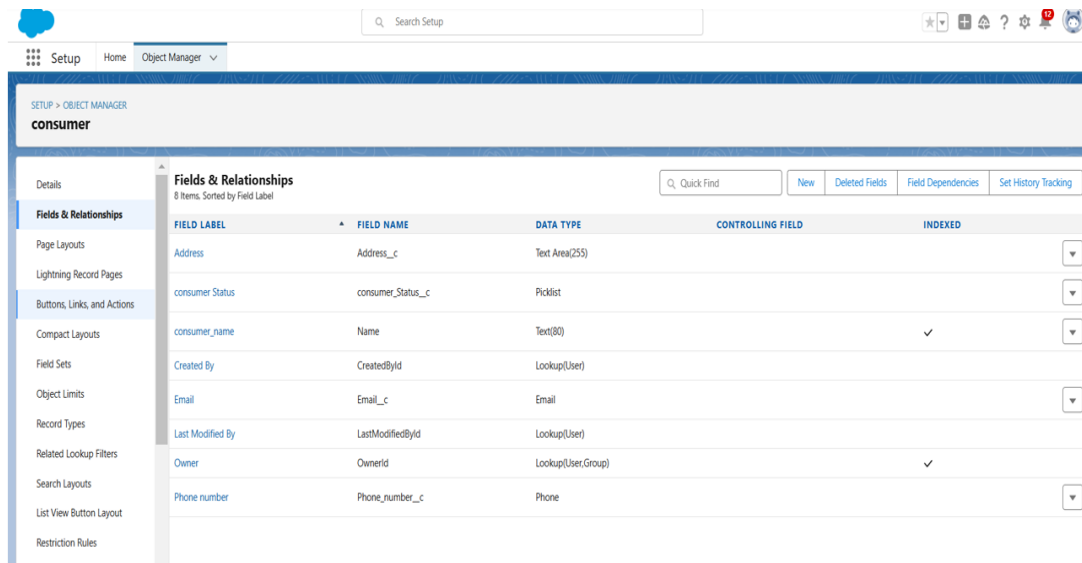 Search Setup
12
Setup Home Object Manager
SETUP > OBJECT MANAGER
consumer
Details
Fields & Relationships
Page Layouts
Lightning Record Pages
Buttons, Links, and Actions
Compact Layouts
Field Sets
Object Limits
Record Types
Related Lookup Filters
Search Layouts
List View Button Layout
Restriction Rules
Fields & Relationships
8 Items. Sorted by Field Label
Quick Find New Deleted Fields Field Dependencies Set History Tracking
FIELD LABEL FIELD NAME DATA TYPE CONTROLLING FIELD INDEXED
Address Address__c Text Area(255)
consumer Status consumer_Status__c Picklist
consumer_name Name Text(80)
Created By CreatedById Lookup(User)
Email Email__c Email
Last Modified By LastModifiedById Lookup(User)
Owner OwnerId Lookup(User,Group)
Phone number Phone_number__c Phone